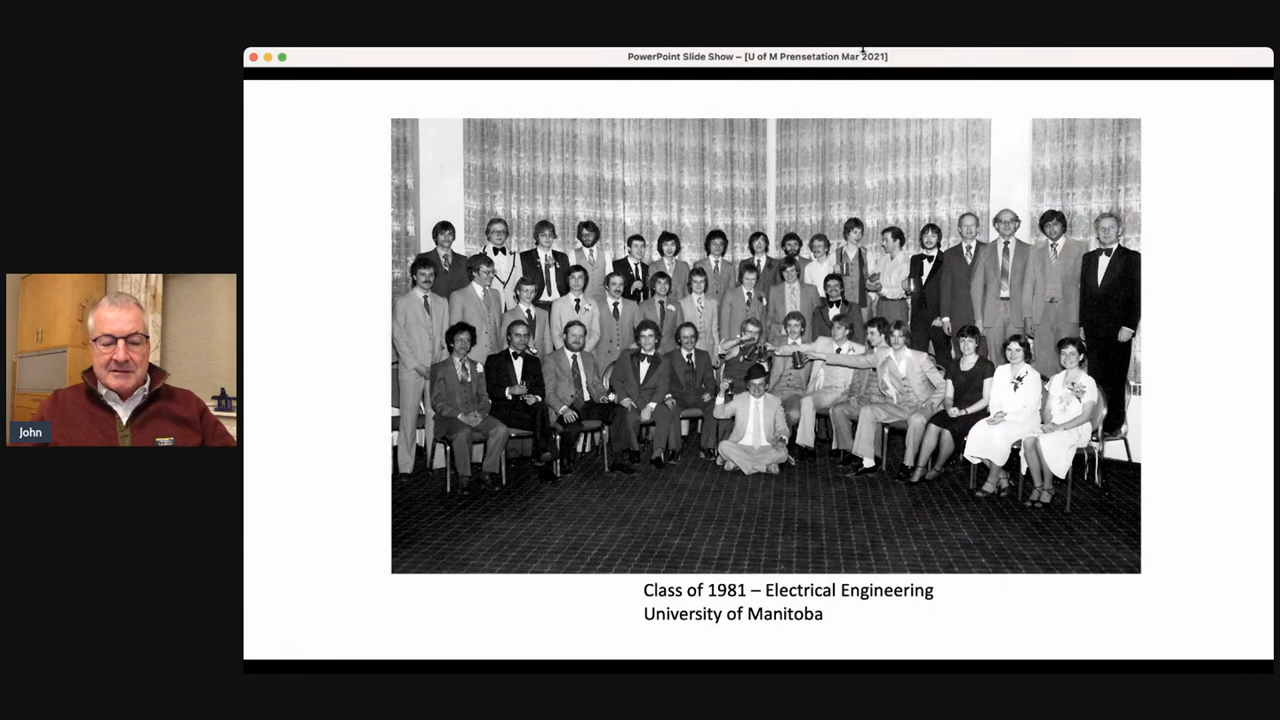 PowerPoint Slide Show – [U of M Prensetation Mar 2021]
John
Class of 1981 – Electrical Engineering
University of Manitoba